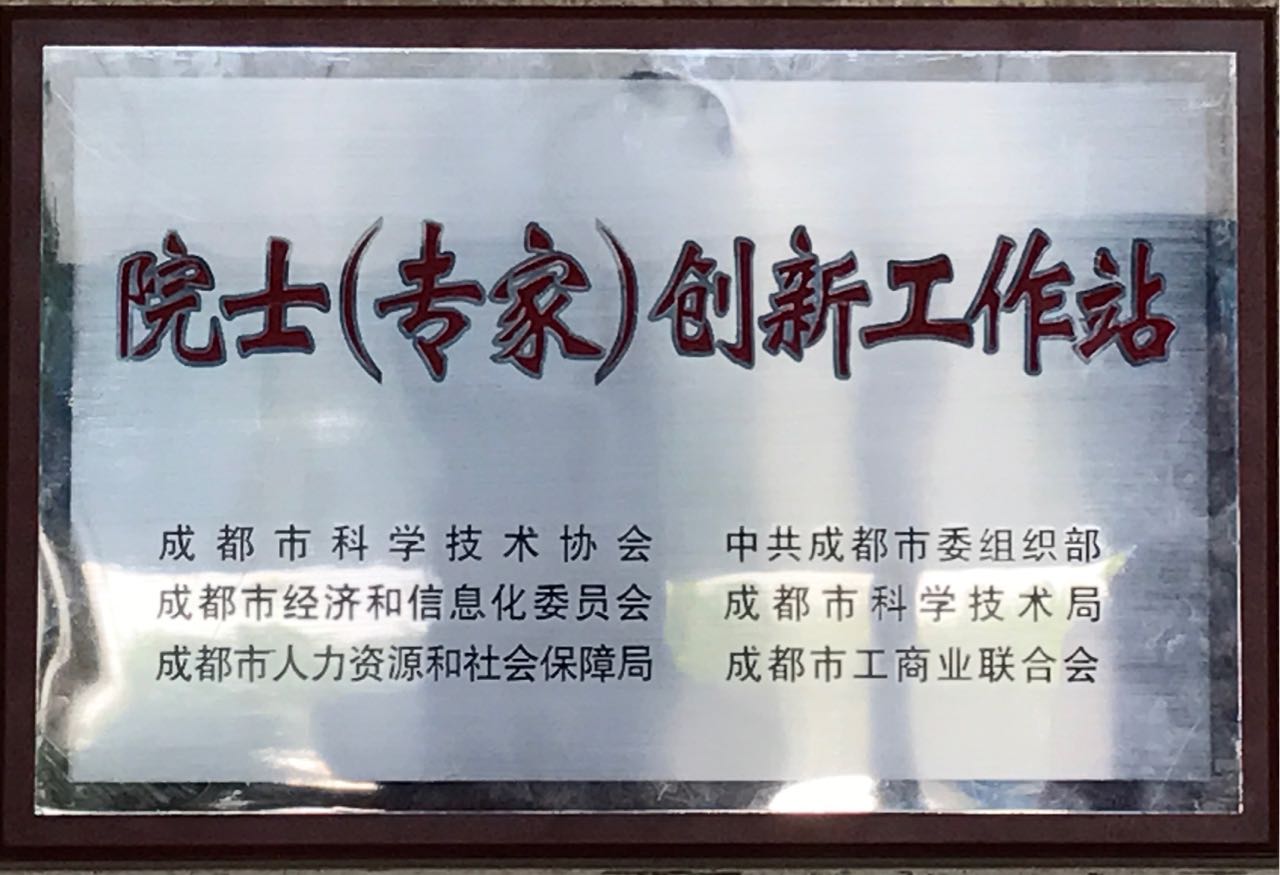 院士(专家)创新工作站
成都市科学技术协会 中共成都市委组织部
成都市经济和信息化委员会 成都市科学技术局
成都市人力资源和社会保障局 成都市工商业联合会